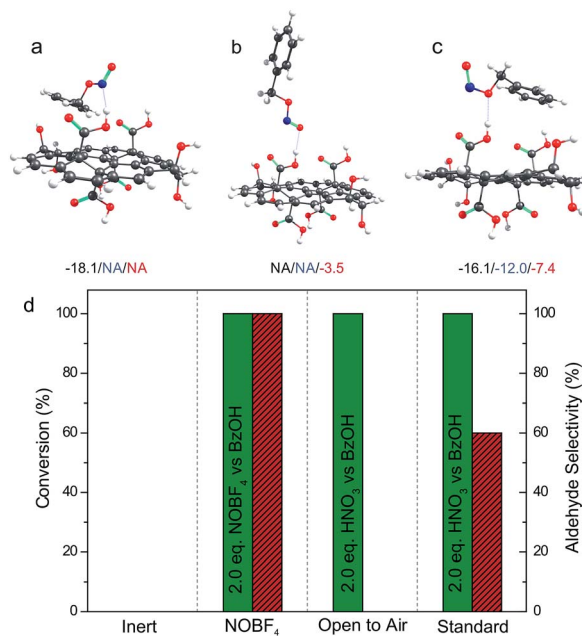 a
b
c
-18.1/NA/NA
NA/NA/-3.5
-16.1/-12.0/-7.4
d
100
80
60
40
20
0
Conversion (%)
2.0 eq. NOBF4 vs BzOH
2.0 eq. HNO3 vs BzOH
2.0 eq. HNO3 vs BzOH
100
80
60
40
20
0
Aldehyde Selectivity (%)
Inert NOBF4 Open to Air Standard